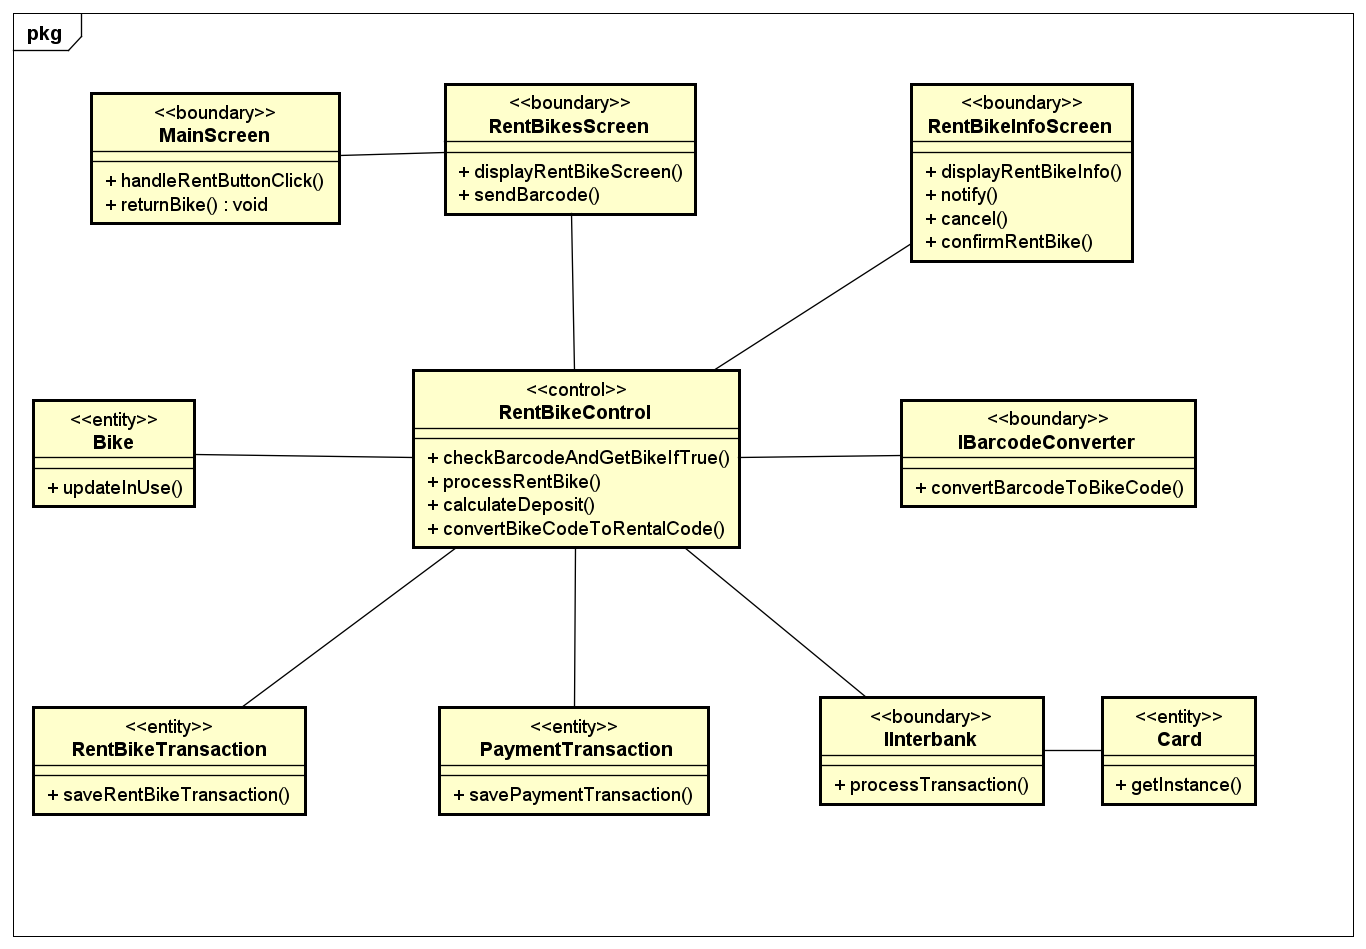 pkg
<<boundary>>
MainScreen
+ handleRentButtonClick()
+ returnBike() : void
<<boundary>>
RentBikesScreen
+ displayRentBikeScreen()
+ sendBarcode()
<<boundary>>
RentBikeInfoScreen
+ displayRentBikeInfo()
+ notify()
+ cancel()
+ confirmRentBike()
<<entity>>
Bike
+ updateInUse()
<<control>>
RentBikeControl
+ checkBarcodeAndGetBikeIfTrue()
+ processRentBike()
+ calculateDeposit()
+ convertBikeCodeToRentalCode()
<<boundary>>
IBarcodeConverter
+ convertBarcodeToBikeCode()
<<entity>>
RentBikeTransaction
+ saveRentBikeTransaction()
<<entity>>
PaymentTransaction
+ savePaymentTransaction()
<<boundary>>
IInterbank
+ processTransaction()
<<entity>>
Card
+ getInstance()